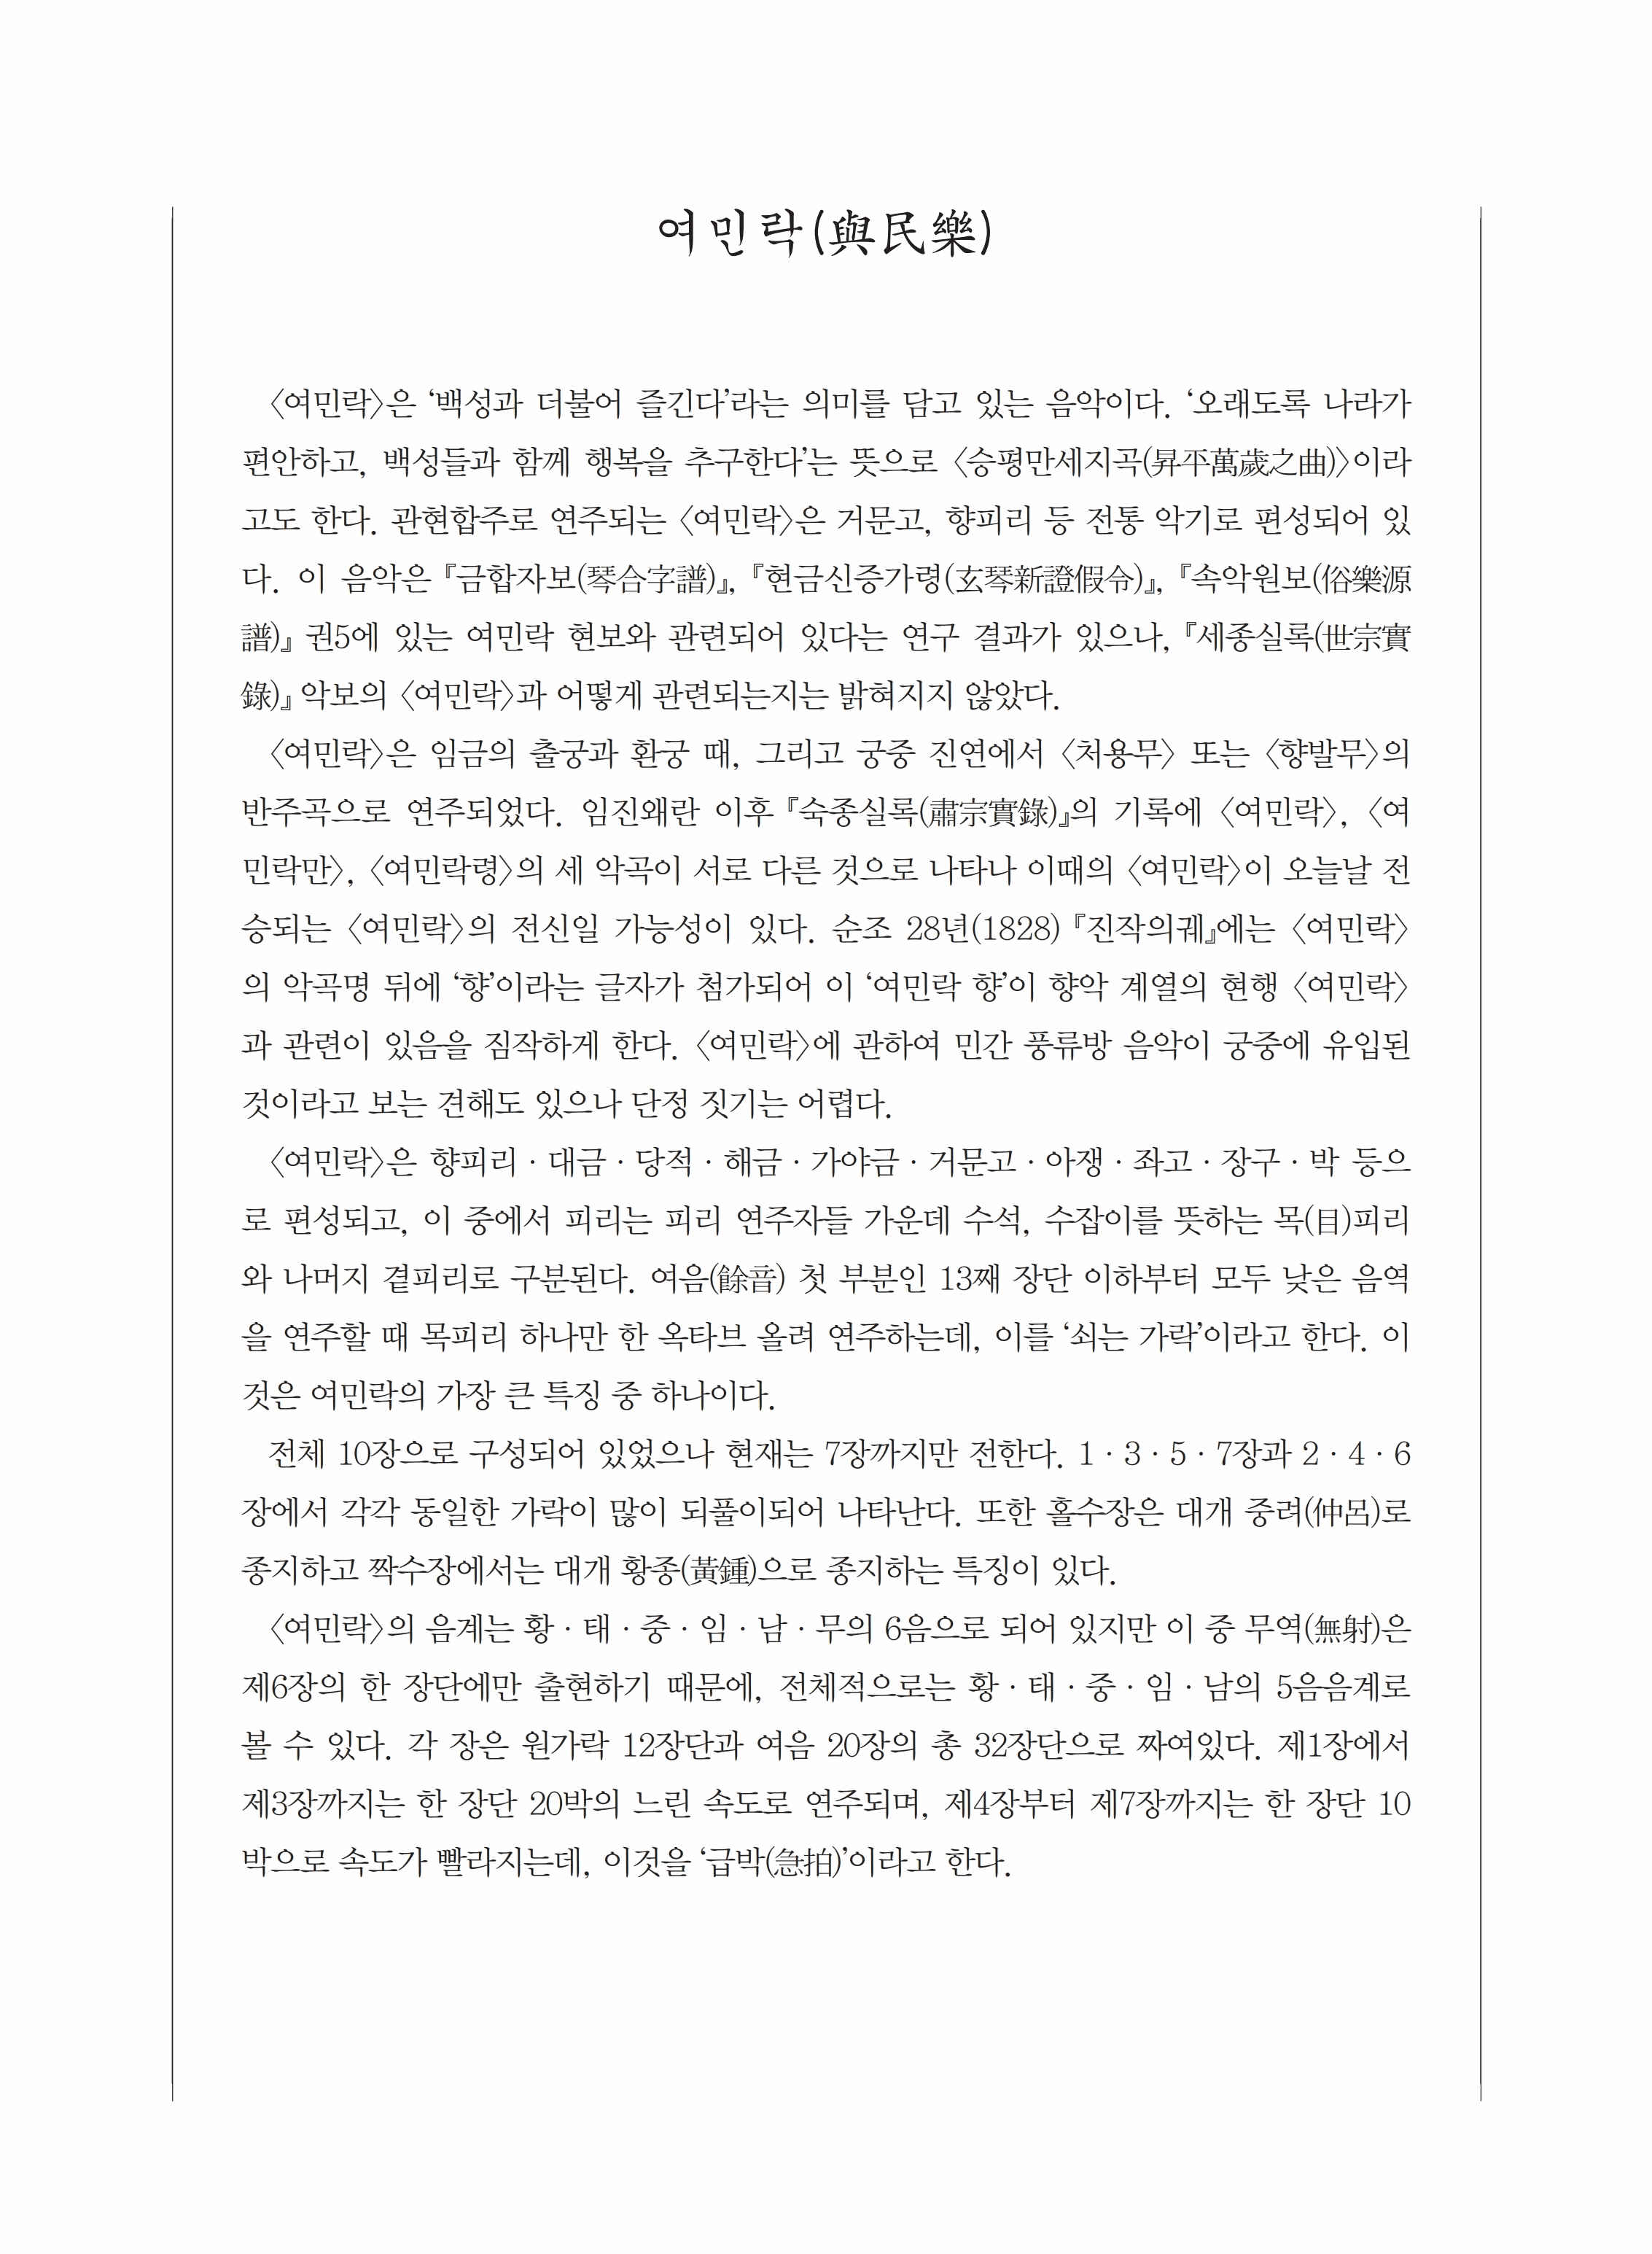 여민락(與民樂)
〈여민락〉은 ‘백성과 더불어 즐긴다’라는 의미를 담고 있는 음악이다. ‘오래도록 나라가
편안하고, 백성들과 함께 행복을 추구한다’는 뜻으로 〈승평만세지곡(昇平萬歲之曲)〉이라
고도 한다. 관현합주로 연주되는 〈여민락〉은 거문고, 향피리 등 전통 악기로 편성되어 있
다. 이 음악은 『금합자보(琴合字譜)』, 『현금신증가령(玄琴新證假令)』, 『속악원보(俗樂源
譜)』 권5에 있는 여민락 현보와 관련되어 있다는 연구 결과가 있으나, 『세종실록(世宗實
錄)』 악보의 〈여민락〉과 어떻게 관련되는지는 밝혀지지 않았다.
〈여민락〉은 임금의 출궁과 환궁 때, 그리고 궁중 진연에서 〈처용무〉 또는 〈향발무〉의
반주곡으로 연주되었다. 임진왜란 이후 『숙종실록(肅宗實錄)』의 기록에 〈여민락〉, 〈여
민락만〉, 〈여민락령〉의 세 악곡이 서로 다른 것으로 나타나 이때의 〈여민락〉이 오늘날 전
승되는 〈여민락〉의 전신일 가능성이 있다. 순조 28년(1828) 『진작의궤』에는 〈여민락〉
의 악곡명 뒤에 ‘향’이라는 글자가 첨가되어 이 ‘여민락 향’이 향악 계열의 현행 〈여민락〉
과 관련이 있음을 짐작하게 한다. 〈여민락〉에 관하여 민간 풍류방 음악이 궁중에 유입된
것이라고 보는 견해도 있으나 단정 짓기는 어렵다.
〈여민락〉은 향피리 · 대금 · 당적 · 해금 · 가야금 · 거문고 · 아쟁 · 좌고 · 장구 · 박 등으
로 편성되고, 이 중에서 피리는 피리 연주자들 가운데 수석, 수잡이를 뜻하는 목(目)피리
와 나머지 곁피리로 구분된다. 여음(餘音) 첫 부분인 13째 장단 이하부터 모두 낮은 음역
을 연주할 때 목피리 하나만 한 옥타브 올려 연주하는데, 이를 ‘쇠는 가락’이라고 한다. 이
것은 여민락의 가장 큰 특징 중 하나이다.
전체 10장으로 구성되어 있었으나 현재는 7장까지만 전한다. 1 · 3 · 5 · 7장과 2 · 4 · 6
장에서 각각 동일한 가락이 많이 되풀이되어 나타난다. 또한 홀수장은 대개 중려(仲呂)로
종지하고 짝수장에서는 대개 황종(黃鍾)으로 종지하는 특징이 있다.
〈여민락〉의 음계는 황 · 태 · 중 · 임 · 남 · 무의 6음으로 되어 있지만 이 중 무역(無射)은
제6장의 한 장단에만 출현하기 때문에, 전체적으로는 황 · 태 · 중 · 임 · 남의 5음음계로
볼 수 있다. 각 장은 원가락 12장단과 여음 20장의 총 32장단으로 짜여있다. 제1장에서
제3장까지는 한 장단 20박의 느린 속도로 연주되며, 제4장부터 제7장까지는 한 장단 10
박으로 속도가 빨라지는데, 이것을 ‘급박(急拍)’이라고 한다.